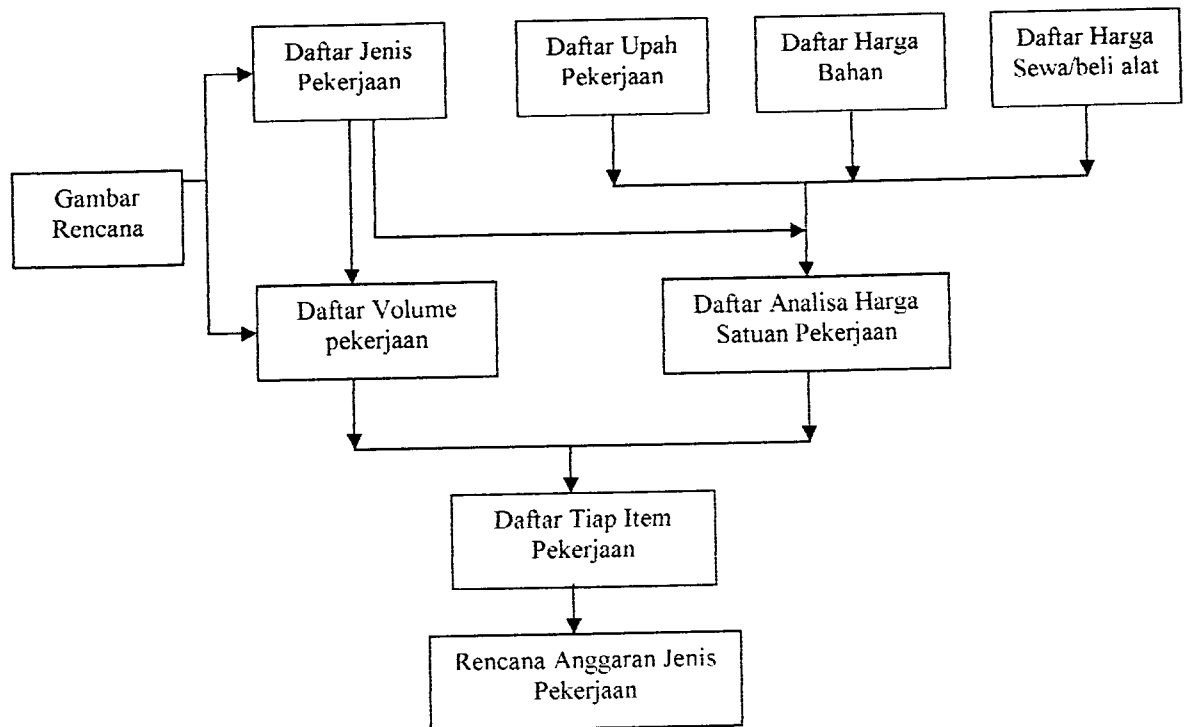 Daftar Jenis
Pekerjaan
Daftar Upah
Pekerjaan
Daftar Harga
Bahan
Daftar Harga
Sewa/beli alat
Gambar
Rencana
Daftar Volume
pekerjaan
Daftar Analisa Harga
Satuan Pekerjaan
Daftar Tiap Item
Pekerjaan
Rencana Anggaran Jenis
Pekerjaan